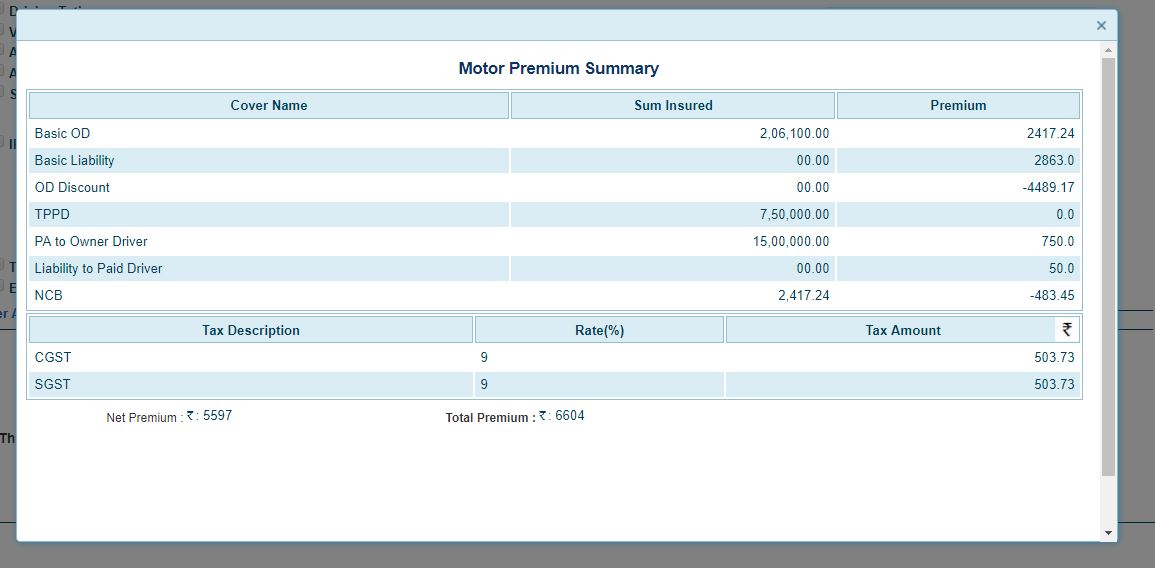 ×
Motor Premium Summary
Cover Name Sum Insured Premium
Basic OD 2,06,100.00 2417.24
Basic Liability 00.00 2863.0
OD Discount 00.00 -4489.17
TPPD 7,50,000.00 0.0
PA to Owner Driver 15,00,000.00 750.0
Liability to Paid Driver 00.00 50.0
NCB 2,417.24 -483.45
Tax Description Rate(%) Tax Amount ₹
CGST 9 503.73
SGST 9 503.73
Net Premium : ₹: 5597 Total Premium : ₹: 6604
Th